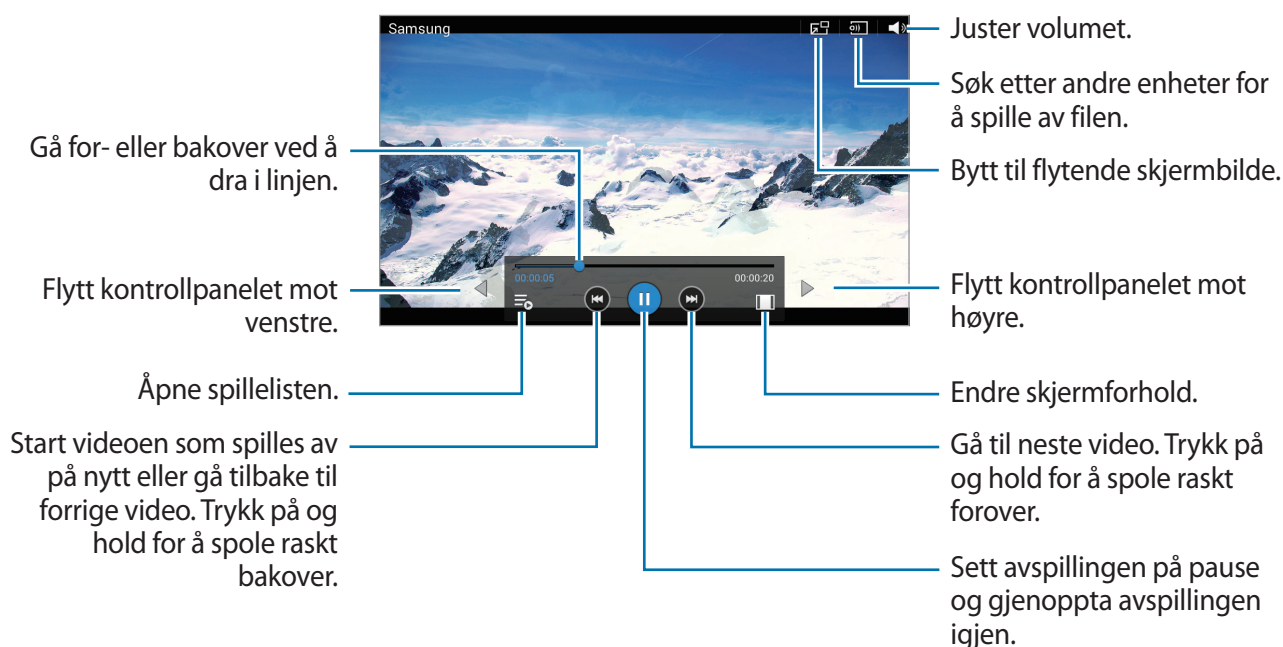 Samsung
Juster volumet.
Søk etter andre enheter for
å spille av filen.
Bytt til flytende skjermbilde.
Gå for- eller bakover ved å
dra i linjen.
00:00:05
00:00:20
Flytt kontrollpanelet mot
venstre.
Flytt kontrollpanelet mot
høyre.
Åpne spillelisten.
Endre skjermforhold.
Start videoen som spilles av
på nytt eller gå tilbake til
forrige video. Trykk på og
hold for å spole raskt
bakover.
Gå til neste video. Trykk på
og hold for å spole raskt
forover.
Sett avspillingen på pause
og gjenoppta avspillingen
igjen.